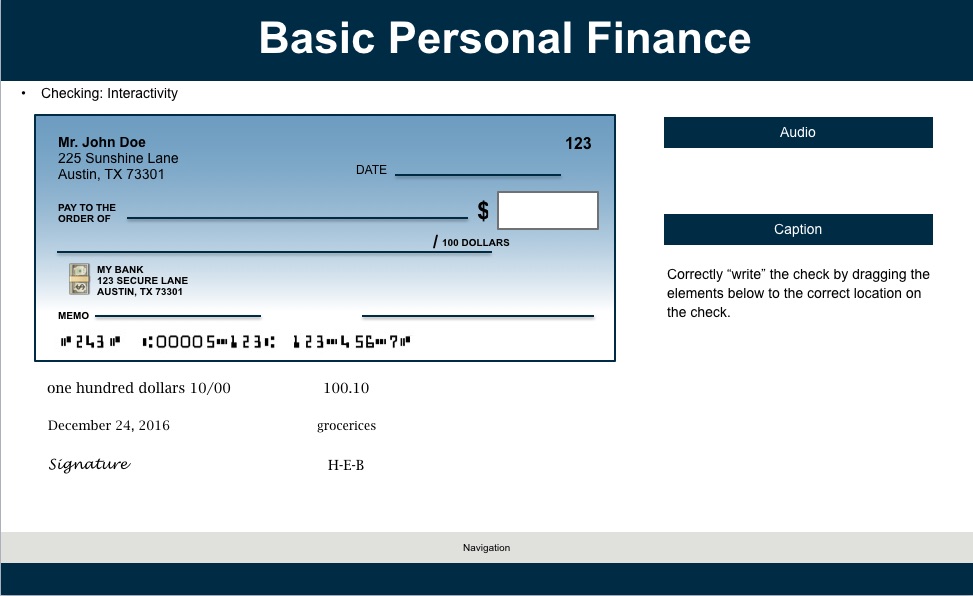 Basic Personal Finance
• Checking: Interactivity
Mr. John Doe
225 Sunshine Lane
Austin, TX 73301
123
DATE
PAY TO THE
ORDER OF
$
/ 100 DOLLARS
MY BANK
123 SECURE LANE
AUSTIN, TX 73301
MEMO
⑈243⑈ ⑆00005⑉123⑆ 123⑉456⑉7⑈
one hundred dollars 10/00
100.10
December 24, 2016
grocerices
Signature
H-E-B
Audio
Caption
Correctly “write” the check by dragging the
elements below to the correct location on
the check.
Navigation